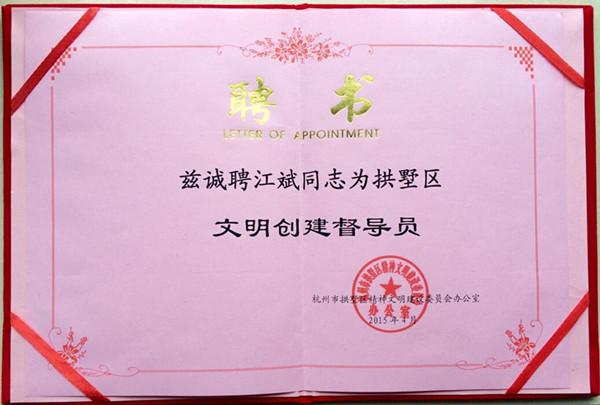 聘书
LETTER OF APPOINTMENT
兹诚聘江斌同志为拱墅区
文明创建督导员
杭州市拱墅区精神文明建设委员会办公室
2015年4月
办公室